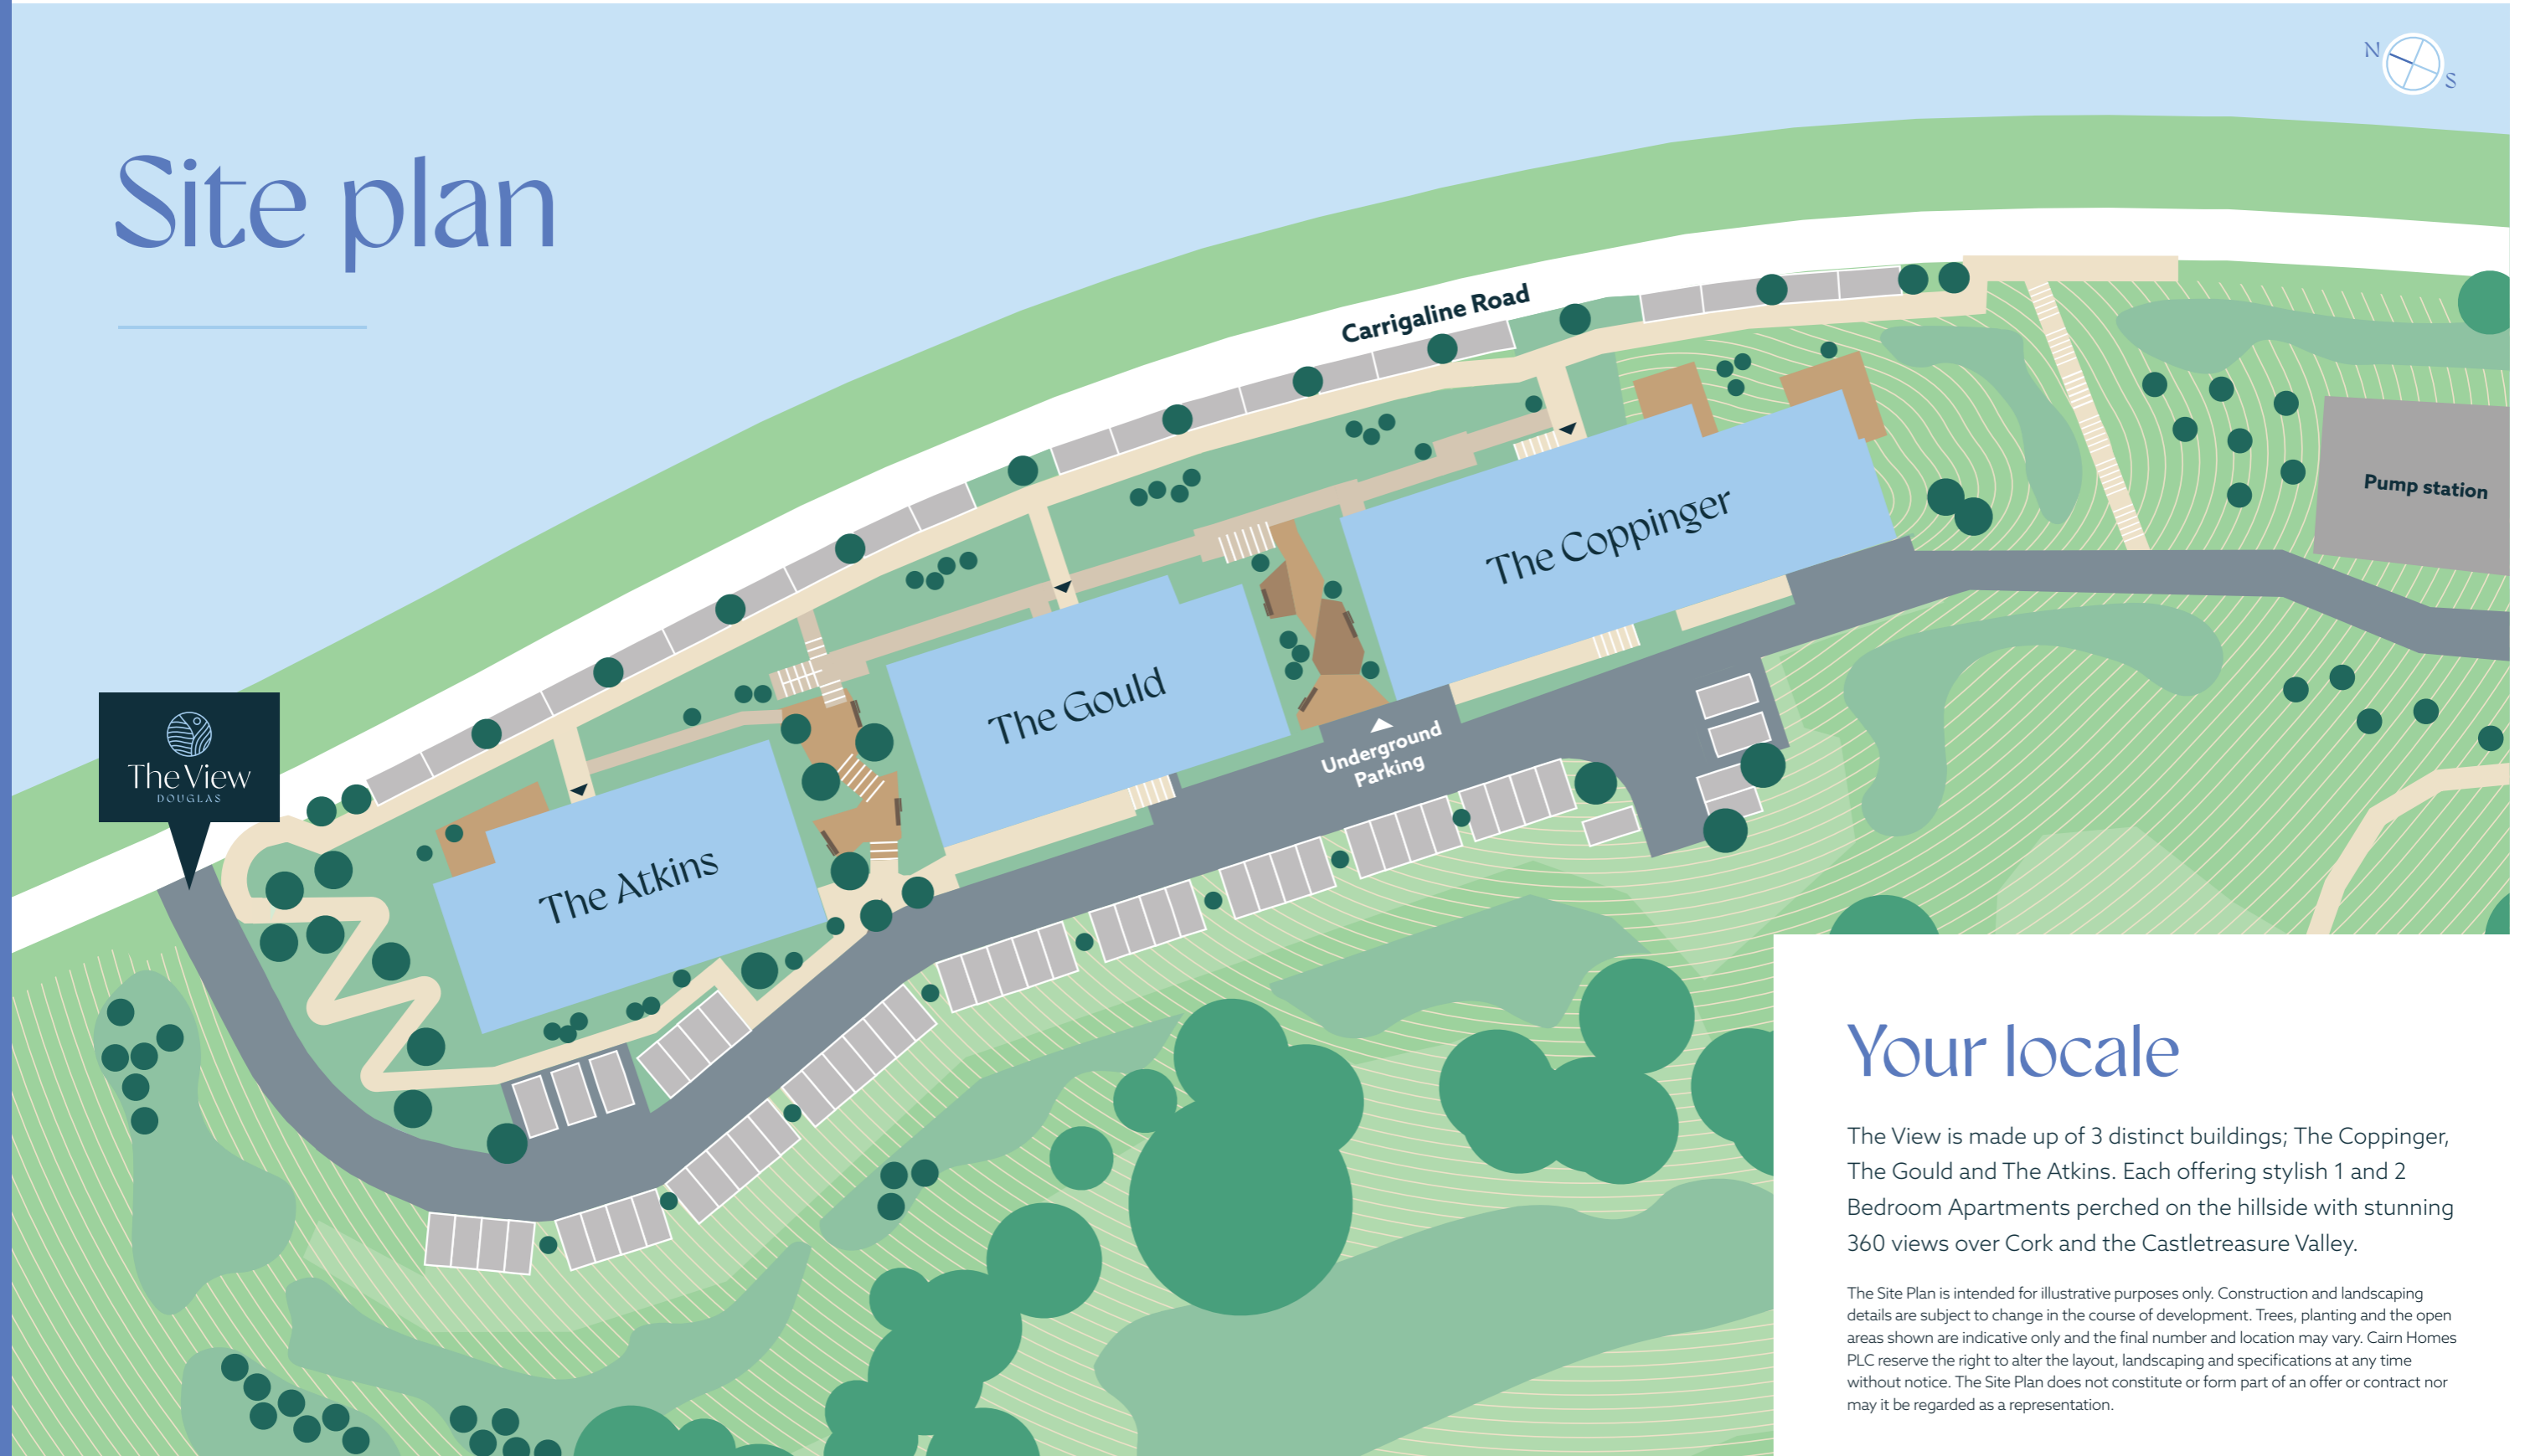 N
S
Site plan
Carrigaline Road
Pump station
The Coppinger
The Gould
Underground
Parking
The View
DOUGLAS
The Atkins
Your locale
The View is made up of 3 distinct buildings; The Coppinger,
The Gould and The Atkins. Each offering stylish 1 and 2
Bedroom Apartments perched on the hillside with stunning
360 views over Cork and the Castletreasure Valley.
The Site Plan is intended for illustrative purposes only. Construction and landscaping
details are subject to change in the course of development. Trees, planting and the open
areas shown are indicative only and the final number and location may vary. Cairn Homes
PLC reserve the right to alter the layout, landscaping and specifications at any time
without notice. The Site Plan does not constitute or form part of an offer or contract nor
may it be regarded as a representation.